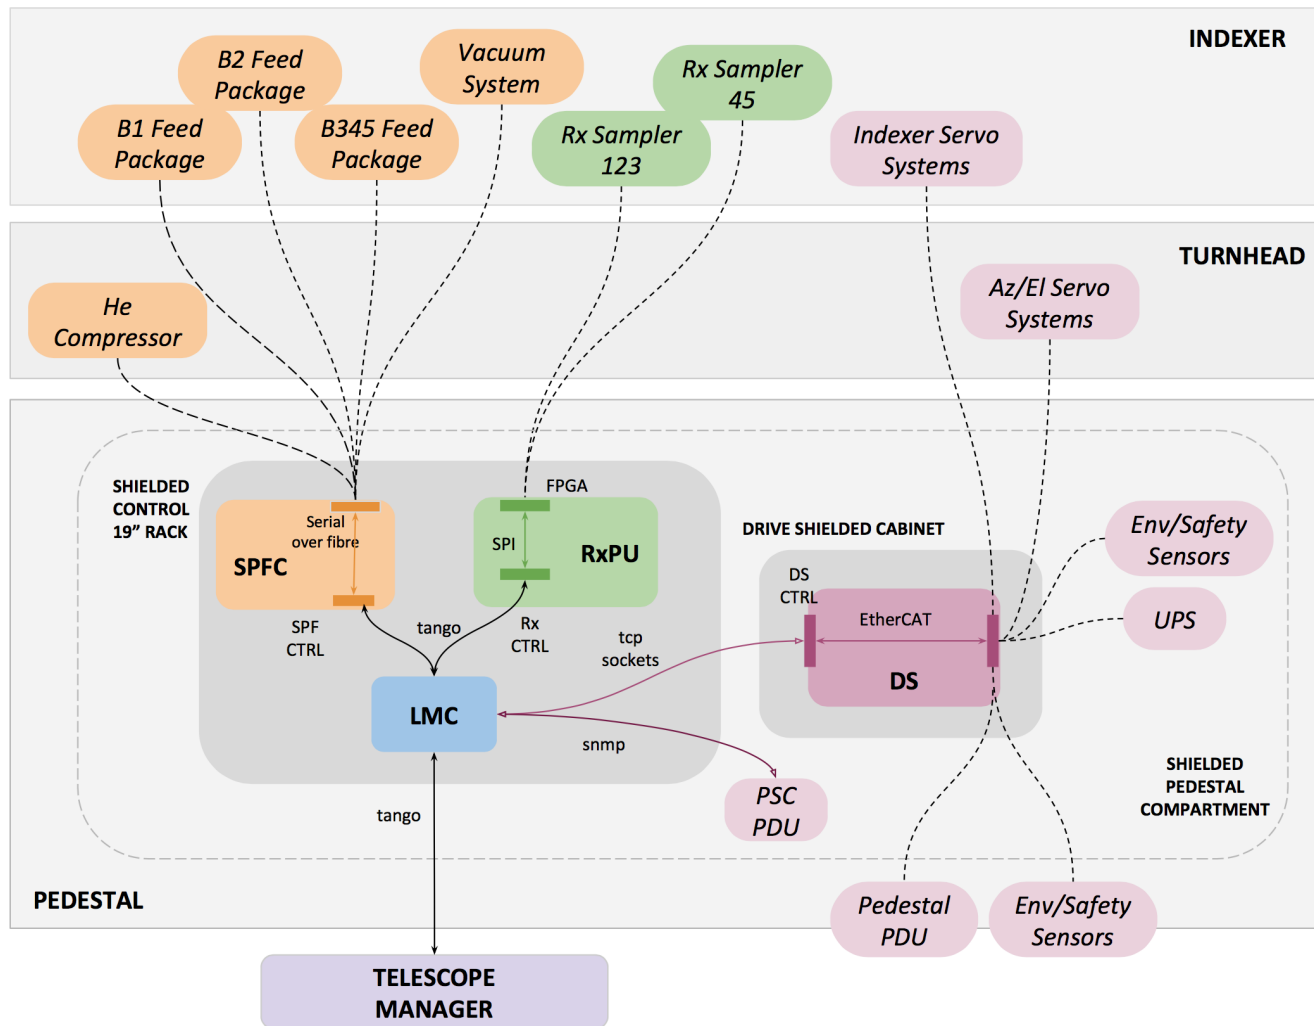 INDEXER
B2 Feed
Package
Vacuum
System
Rx Sampler
45
B1 Feed
Package
B345 Feed
Package
Rx Sampler
123
Indexer Servo
Systems
TURNHEAD
He
Compressor
Az/El Servo
Systems
SHIELDED
CONTROL
19” RACK
FPGA
Serial
over fibre
SPFC
SPI
RxPU
SPF
CTRL
tango
Rx
CTRL
LMC
tcp
sockets
snmp
DRIVE SHIELDED CABINET
DS
CTRL
EtherCAT
DS
Env/Safety
Sensors
UPS
SHIELDED
PEDESTAL
COMPARTMENT
PSC
PDU
tango
PEDESTAL
Pedestal
PDU
Env/Safety
Sensors
TELESCOPE
MANAGER